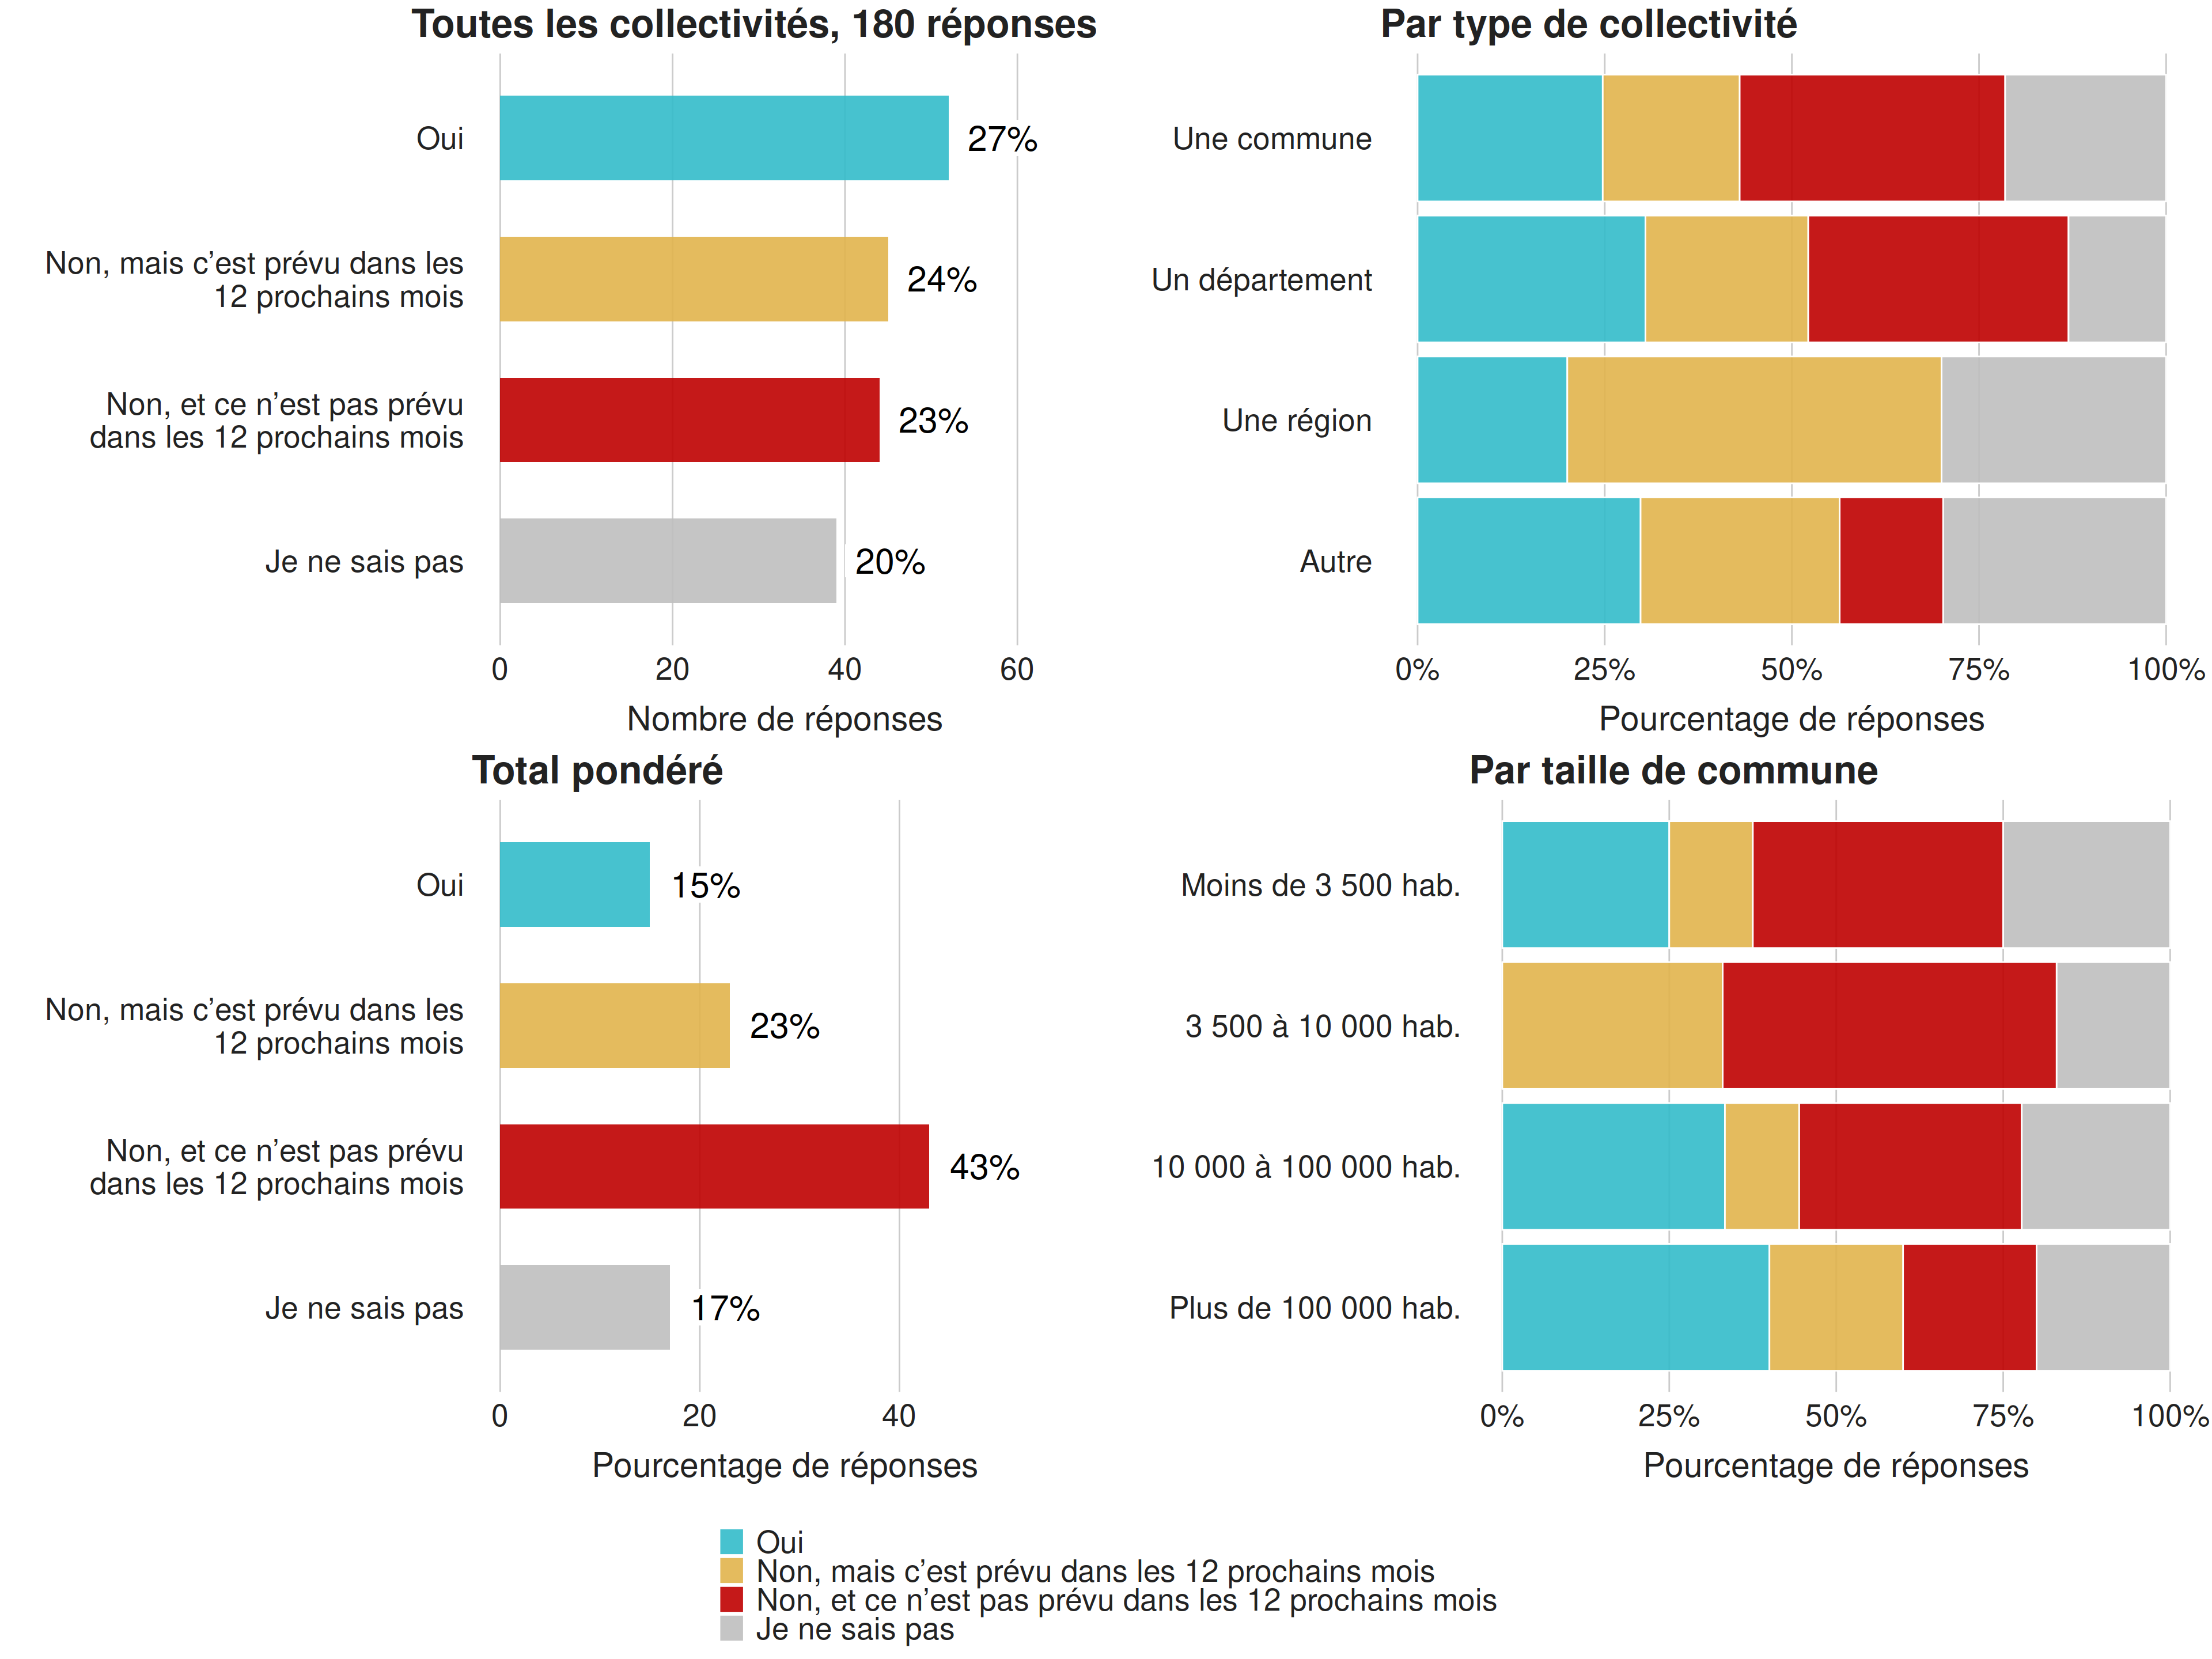 Toutes les collectivités, 180 réponses
Oui
27%
Non, mais c’est prévu dans les
12 prochains mois
24%
Non, et ce n’est pas prévu
dans les 12 prochains mois
23%
Je ne sais pas
20%
0 20 40 60
Nombre de réponses
Par type de collectivité
Une commune
Un département
Une région
Autre
0% 25% 50% 75% 100%
Pourcentage de réponses
Total pondéré
Oui
15%
Non, mais c’est prévu dans les
12 prochains mois
23%
Non, et ce n’est pas prévu
dans les 12 prochains mois
43%
Je ne sais pas
17%
0 20 40
Pourcentage de réponses
Par taille de commune
Moins de 3 500 hab.
3 500 à 10 000 hab.
10 000 à 100 000 hab.
Plus de 100 000 hab.
0% 25% 50% 75% 100%
Pourcentage de réponses
Oui
Non, mais c’est prévu dans les 12 prochains mois
Non, et ce n’est pas prévu dans les 12 prochains mois
Je ne sais pas